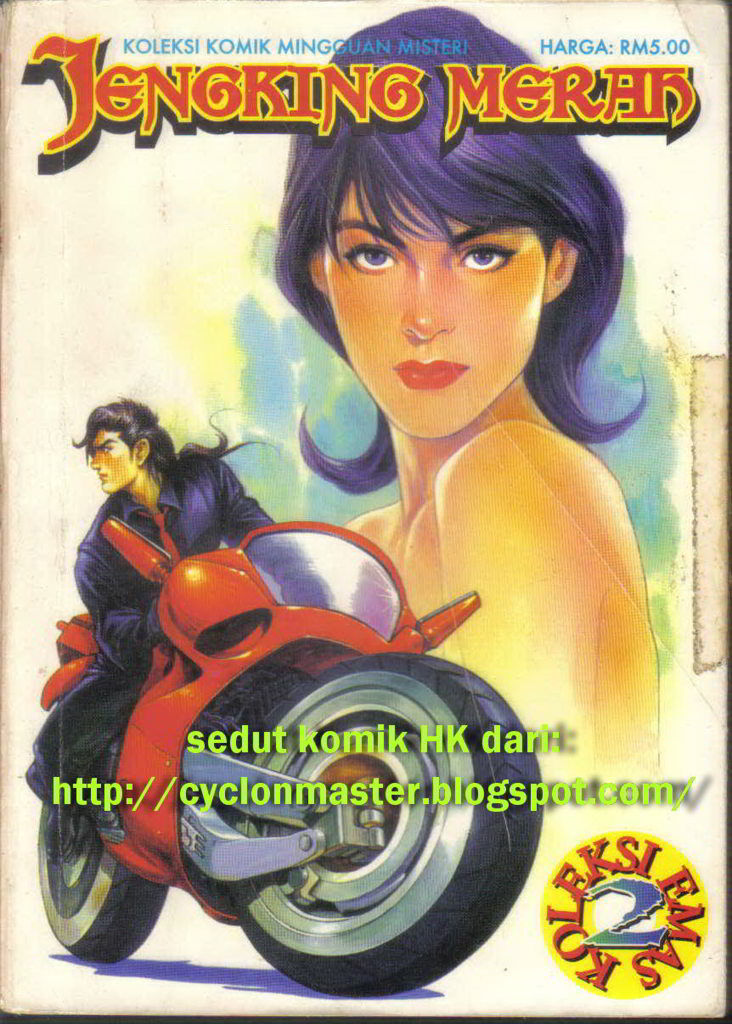 KOLEKSI KOMIK MINGGUAN MISTERI
HARGA: RM5.00
JENGKING MERAH
sedut komik HK dari:
http://cyclonmaster.blogspot.com/
KOLEKSI EMAS
2